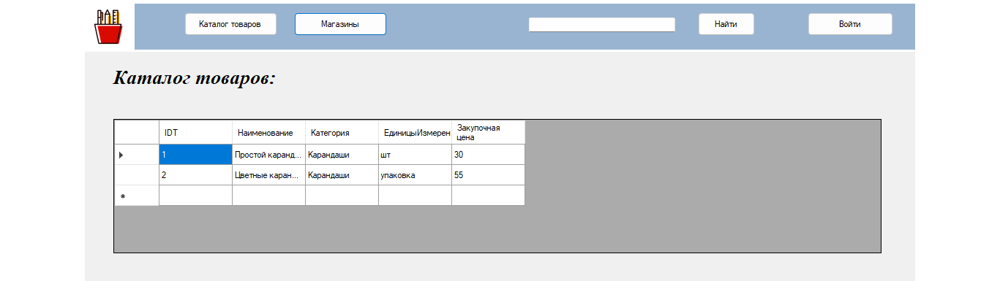 Каталог товаров Магазины Найти Войти
Каталог товаров:
IDT Наименование Категория ЕдиницыИзмерен Закупочная
цена
1 Простой каранд... Карандаши шт 30
2 Цветные каран... Карандаши упаковка 55